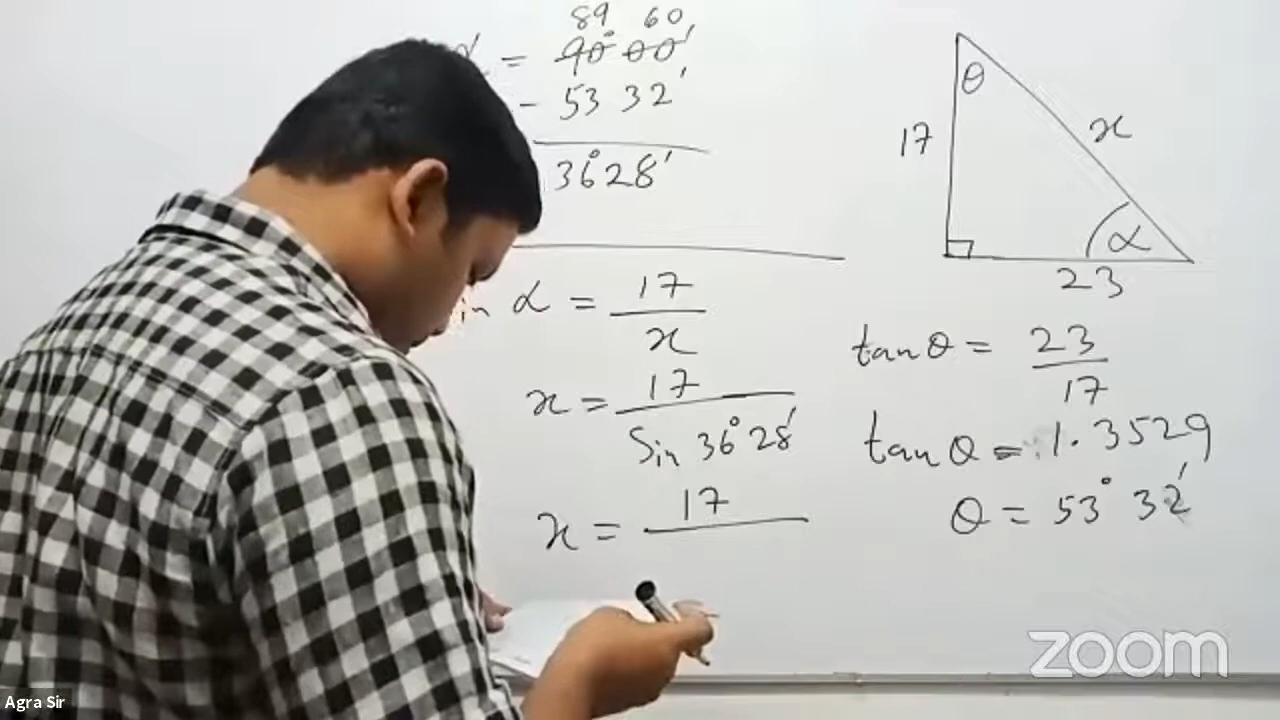 89 60
α = 90° 00'
- 53 32'
36° 28'
in α = 17
x
x = 17
Sin 36° 28'
x = 17
θ
17
x
α
23
tan θ = 23
17
tan θ = 1.3529
θ = 53° 32'
zoom
Agra Sir